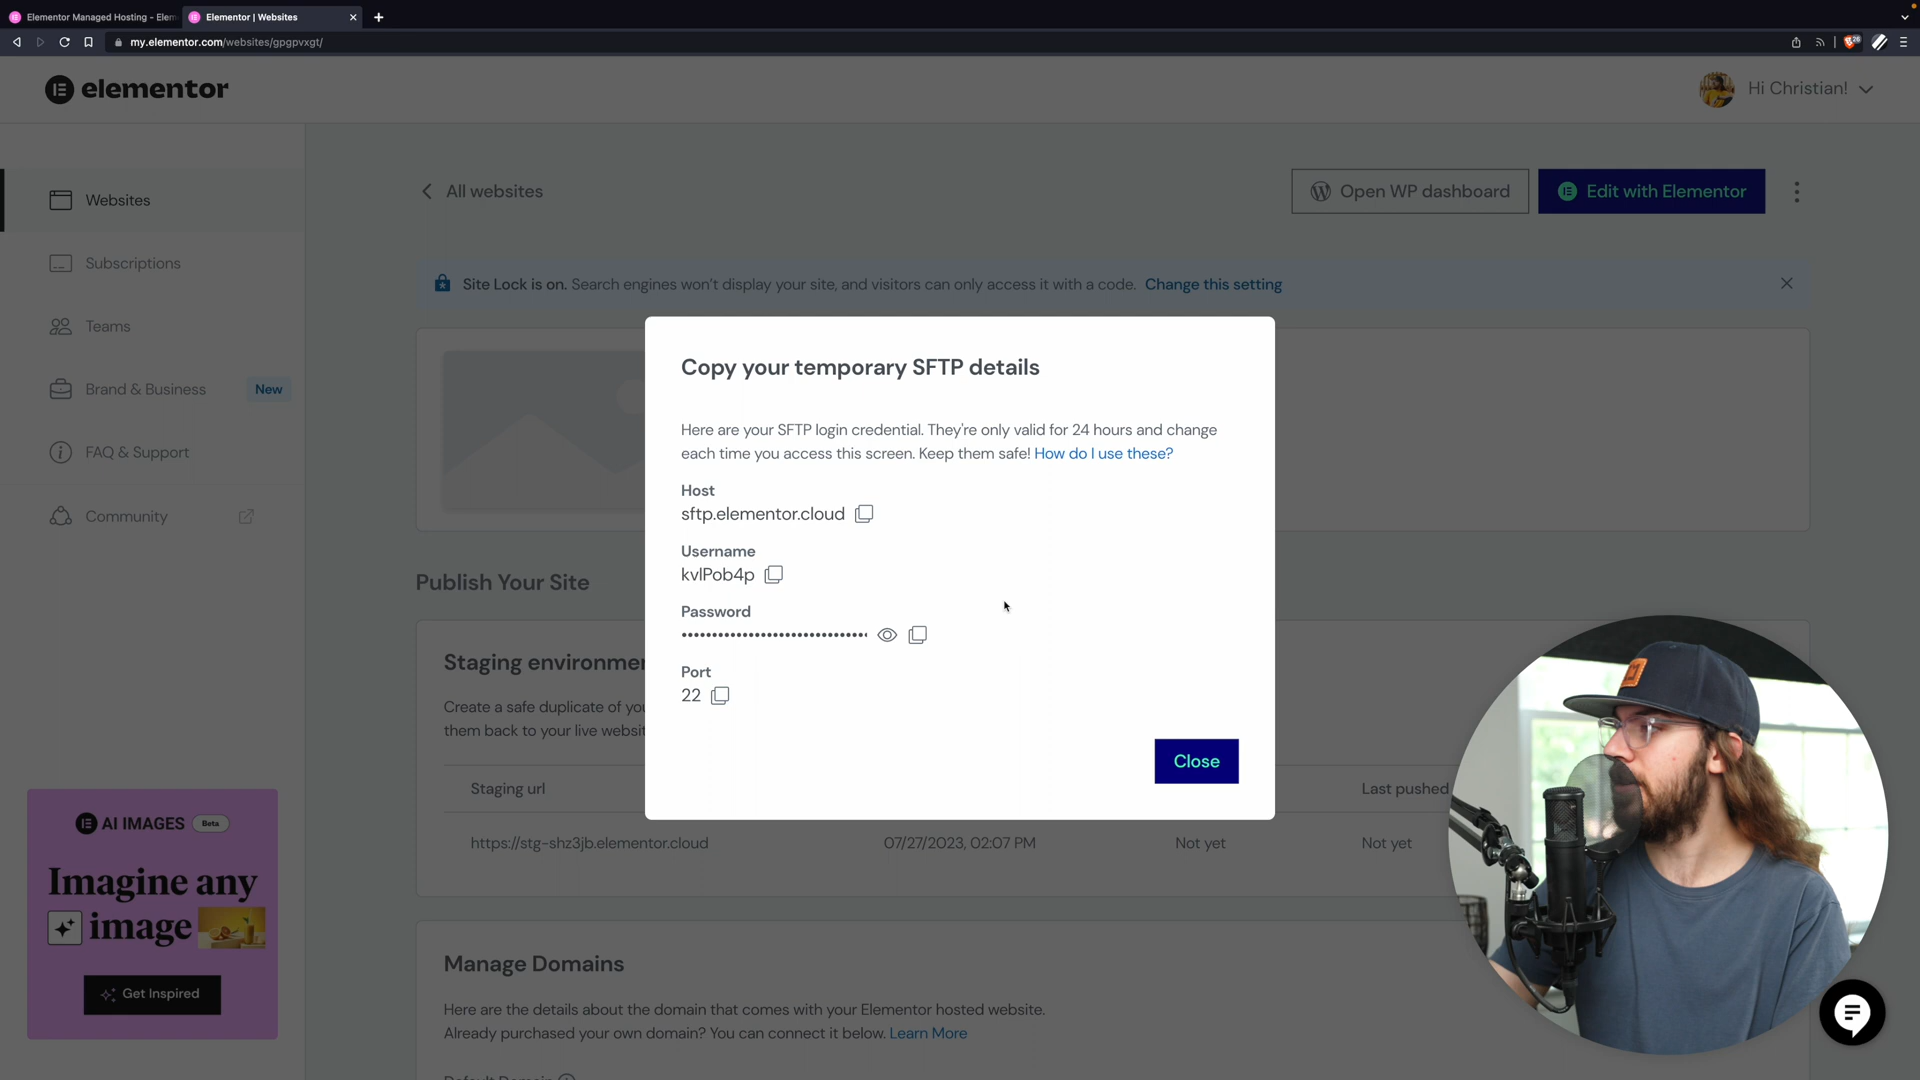 Elementor Managed Hosting - Elem
Elementor | Websites
my.elementor.com/websites/gpgpvxgt/
26
elementor
Hi Christian!
Websites
All websites
Open WP dashboard
Edit with Elementor
Subscriptions
Site Lock is on. Search engines won't display your site, and visitors can only access it with a code. Change this setting
Teams
Brand & Business
New
FAQ & Support
Community
Copy your temporary SFTP details
Here are your SFTP login credential. They're only valid for 24 hours and change
each time you access this screen. Keep them safe! How do I use these?
Host
sftp.elementor.cloud
Username
kvlPob4p
Password
Port
22
Close
Publish Your Site
Staging environmen
Create a safe duplicate of you
them back to your live websit
Staging url
Last pushed
https://stg-shz3jb.elementor.cloud
07/27/2023, 02:07 PM
Not yet
Not yet
AI IMAGES
Beta
Imagine any
image
Get Inspired
Manage Domains
Here are the details about the domain that comes with your Elementor hosted website.
Already purchased your own domain? You can connect it below. Learn More
Default Domain